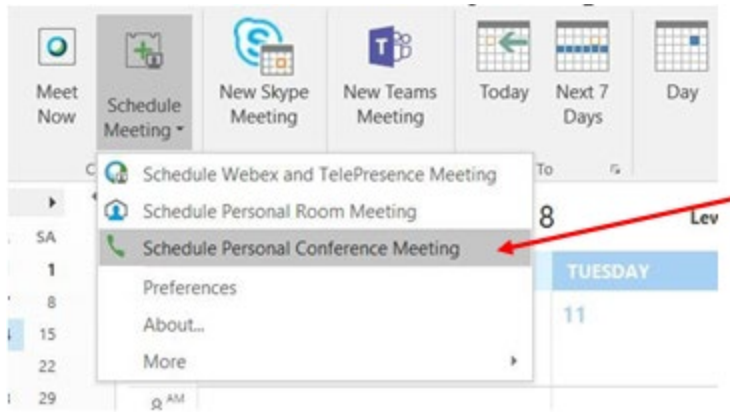 Meet
Now
Schedule
Meeting
New Skype
Meeting
New Teams
Meeting
Today
Next 7
Days
Day
To
Schedule Webex and TelePresence Meeting
Schedule Personal Room Meeting
Schedule Personal Conference Meeting
Preferences
About...
More
SA
1
8
15
22
29
8
Lev
TUESDAY
11
8 AM